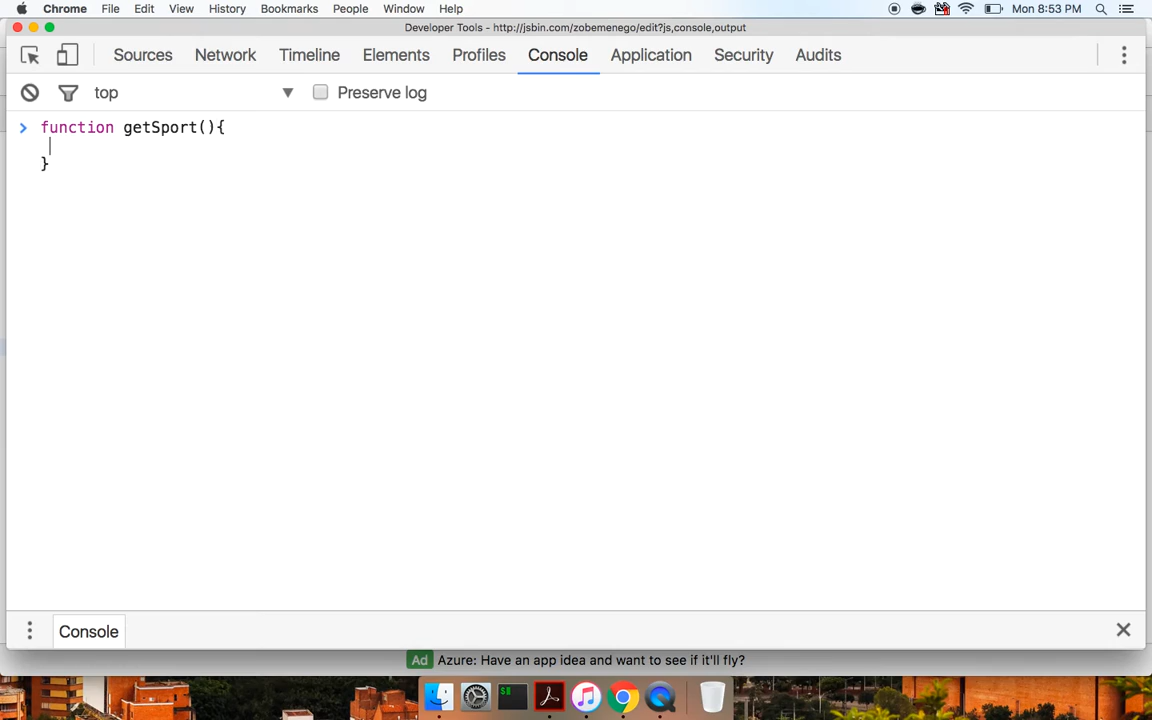 Chrome File Edit View History Bookmarks People Window Help Mon 8:53 PM
Developer Tools - http://jsbin.com/zobemenego/edit?js,console,output
Sources Network Timeline Elements Profiles Console Application Security Audits
top Preserve log
function getSport(){
}
Console
Ad Azure: Have an app idea and want to see if it'll fly?